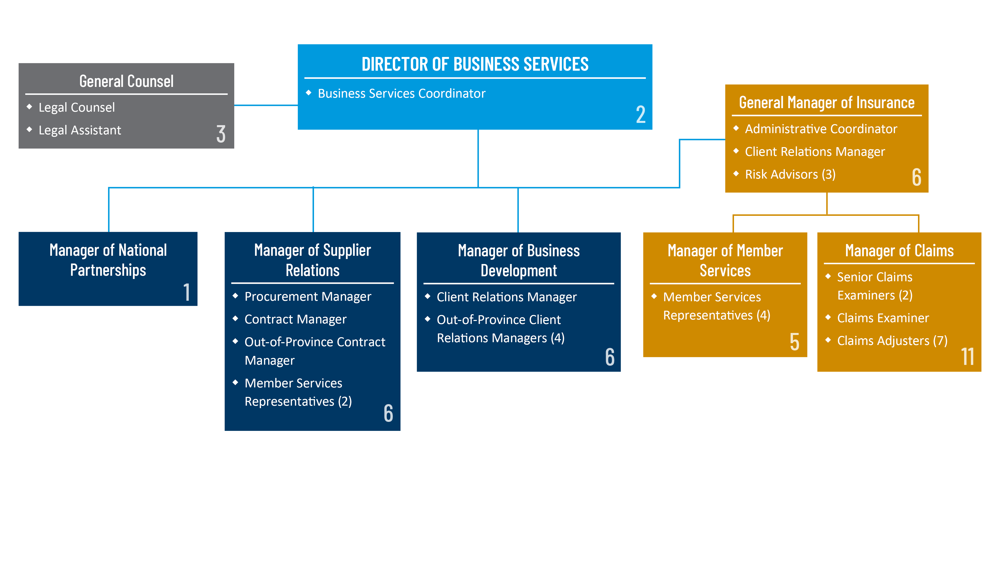 General Counsel
◆ Legal Counsel
◆ Legal Assistant
3
DIRECTOR OF BUSINESS SERVICES
◆ Business Services Coordinator
2
General Manager of Insurance
◆ Administrative Coordinator
◆ Client Relations Manager
◆ Risk Advisors (3)
6
Manager of National
Partnerships
1
Manager of Supplier
Relations
◆ Procurement Manager
◆ Contract Manager
◆ Out-of-Province Contract
Manager
◆ Member Services
Representatives (2)
6
Manager of Business
Development
◆ Client Relations Manager
◆ Out-of-Province Client
Relations Managers (4)
6
Manager of Member
Services
◆ Member Services
Representatives (4)
5
Manager of Claims
◆ Senior Claims
Examiners (2)
◆ Claims Examiner
◆ Claims Adjusters (7)
11